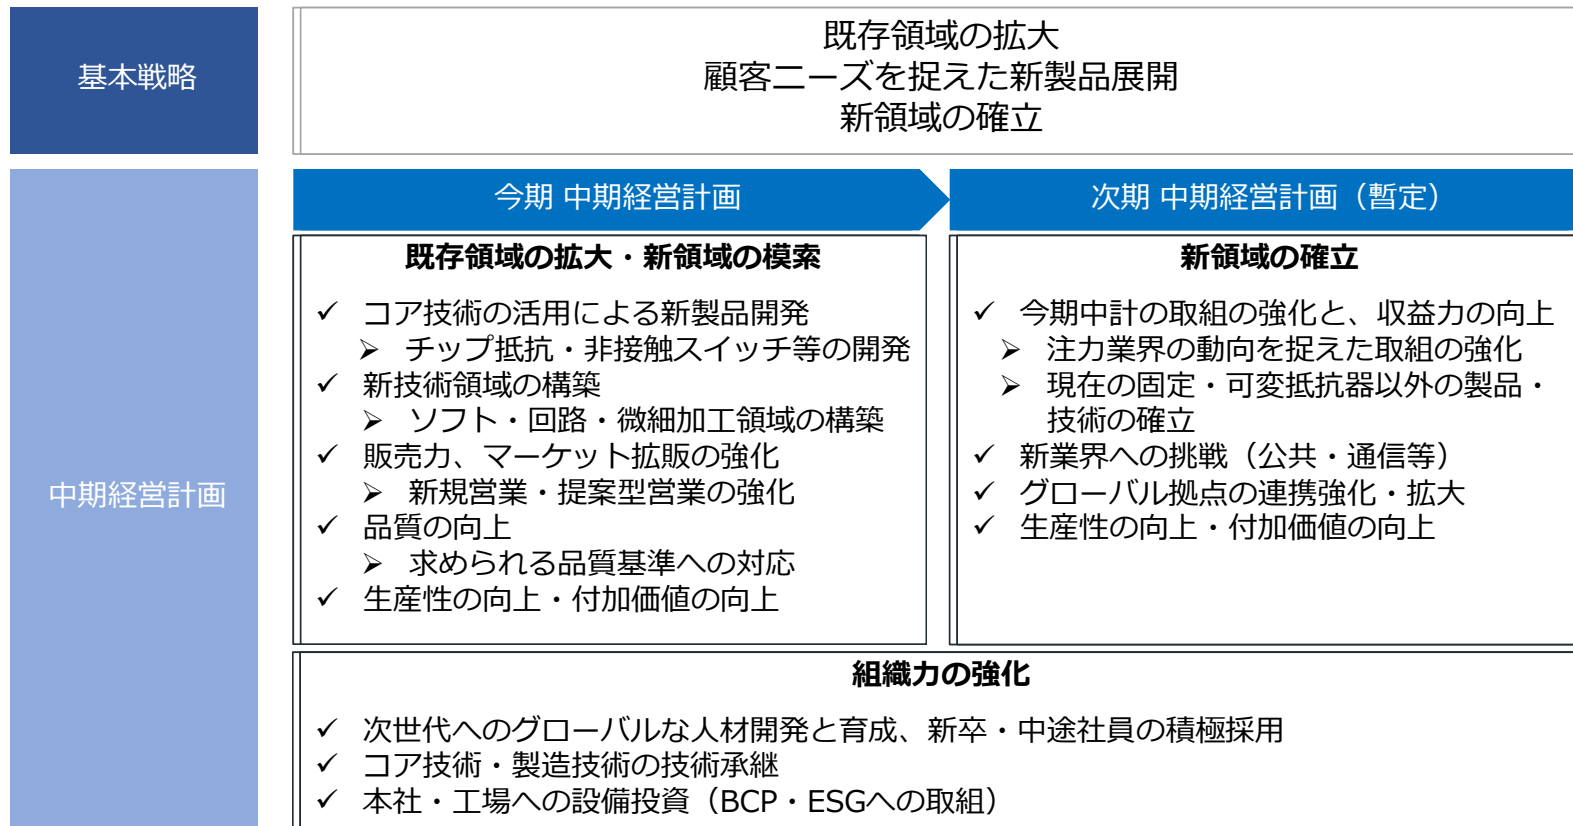 基本戦略
既存領域の拡大
顧客ニーズを捉えた新製品展開
新領域の確立
中期経営計画
今期 中期経営計画
既存領域の拡大・新領域の模索
✓ コア技術の活用による新製品開発
➢ チップ抵抗・非接触スイッチ等の開発
✓ 新技術領域の構築
➢ ソフト・回路・微細加工領域の構築
✓ 販売力、マーケット拡販の強化
➢ 新規営業・提案型営業の強化
✓ 品質の向上
➢ 求められる品質基準への対応
✓ 生産性の向上・付加価値の向上
次期 中期経営計画（暫定）
新領域の確立
✓ 今期中計の取組の強化と、収益力の向上
➢ 注力業界の動向を捉えた取組の強化
➢ 現在の固定・可変抵抗器以外の製品・
技術の確立
✓ 新業界への挑戦（公共・通信等）
✓ グローバル拠点の連携強化・拡大
✓ 生産性の向上・付加価値の向上
組織力の強化
✓ 次世代へのグローバルな人材開発と育成、新卒・中途社員の積極採用
✓ コア技術・製造技術の技術承継
✓ 本社・工場への設備投資（BCP・ESGへの取組）